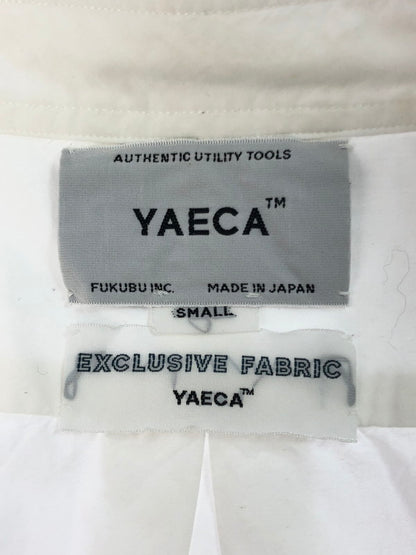 AUTHENTIC UTILITY TOOLS
YAECA™
FUKUBU INC. MADE IN JAPAN
SMALL
EXCLUSIVE FABRIC
YAECA™